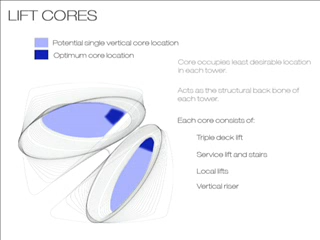 LIFT CORES
Potential single vertical core location
Optimum core location
Core occupies least desirable location
in each tower.
Acts as the structural back bone of
each tower.
Each core consists of:
Triple deck lift
Service lift and stairs
Local lifts
Vertical riser